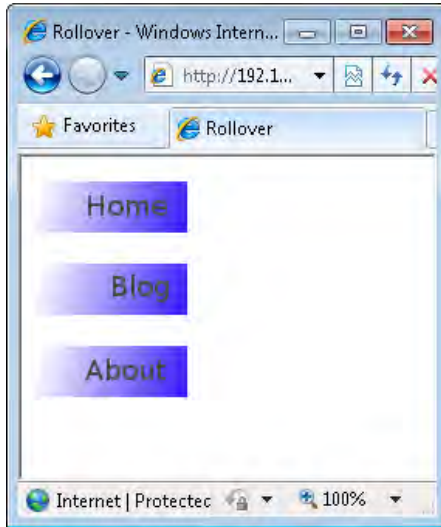 Rollover - Windows Intern...
http://192.1...
Favorites
Rollover
Home
Blog
About
Internet | Protectec
100%